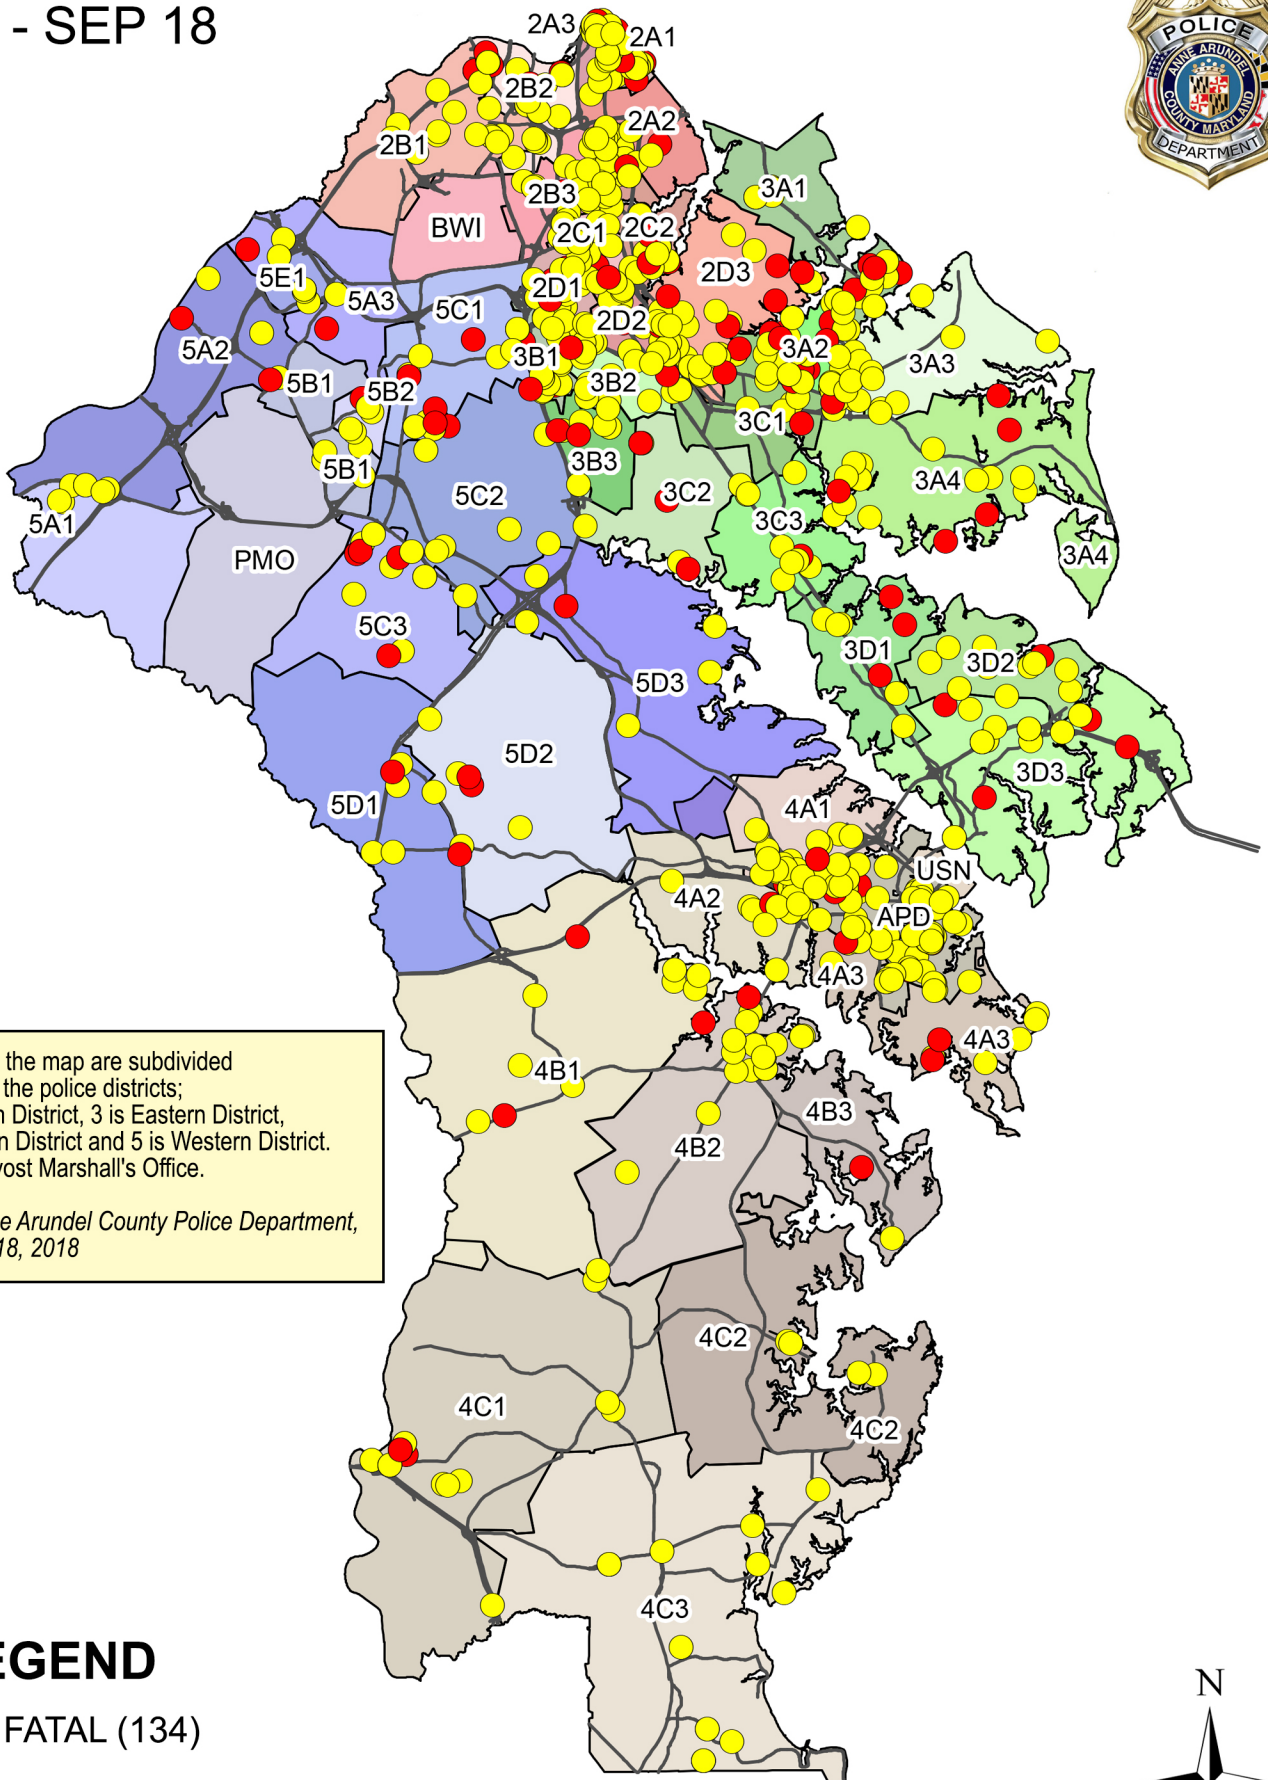 - SEP 18
POLICE
ANNE ARUNDEL
COUNTY MARYLAND
DEPARTMENT
2A3
2A1
2B2
2A2
2B1
2B3
3A1
BWI
2C1
2C2
2D3
5E1
5A3
5C1
2D1
2D2
5A2
3B1
3A2
3A3
5B1
5B2
3B2
3C1
3B3
5B1
5C2
3C2
3A4
5A1
3C3
PMO
3A4
5C3
3D1
3D2
5D3
5D2
3D3
5D1
4A1
USN
4A2
APD
4A3
4A3
4B1
4B3
4B2
the map are subdivided
the police districts;
n District, 3 is Eastern District,
n District and 5 is Western District.
vost Marshall's Office.
e Arundel County Police Department,
18, 2018
4C2
4C1
4C2
4C3
EGEND
FATAL (134)
N